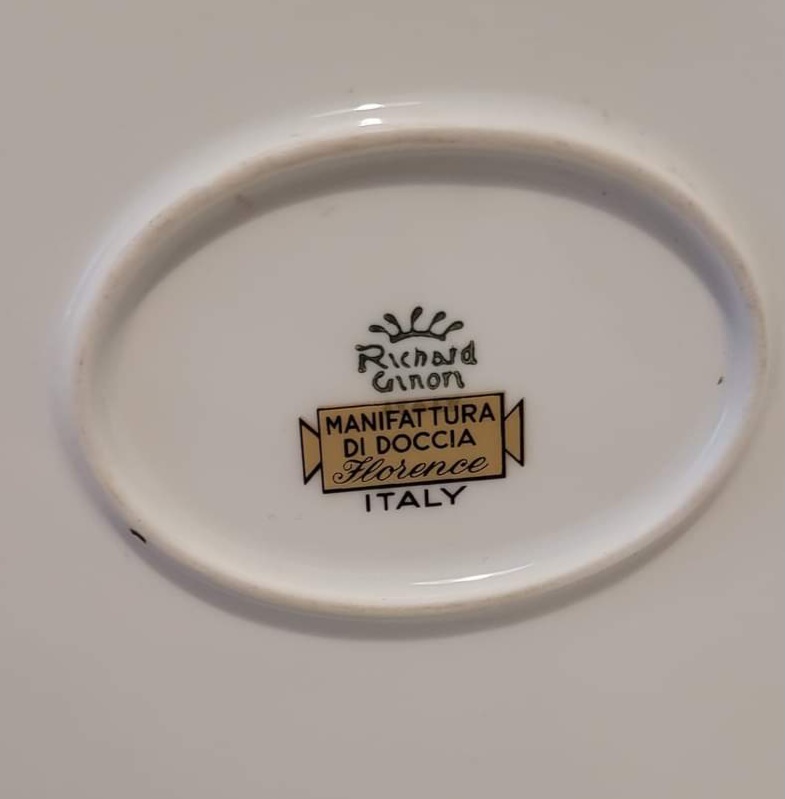 Richard
Ginori
MANIFATTURA
DI DOCCIA
Florence
ITALY